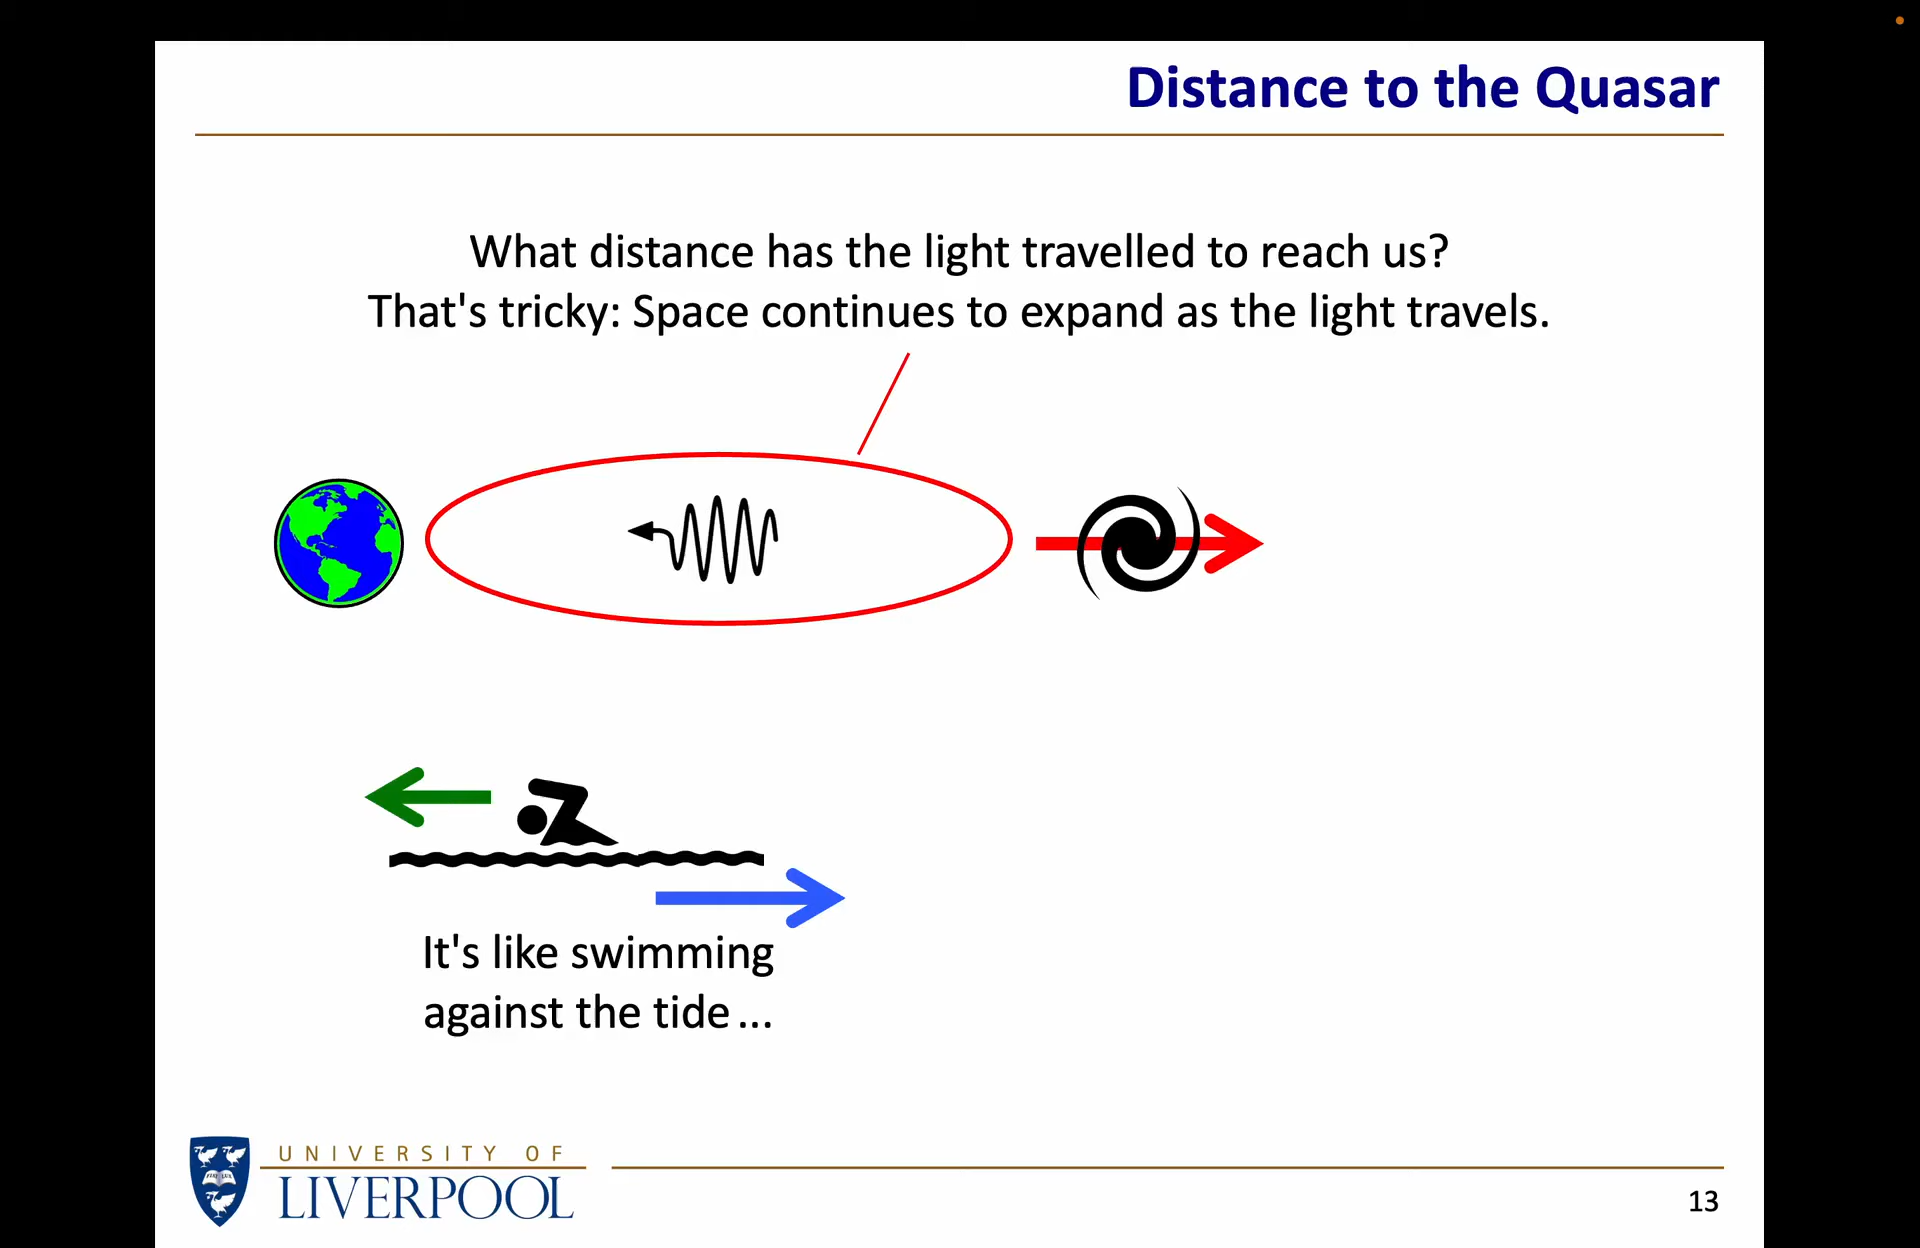 Distance to the Quasar
What distance has the light travelled to reach us?
That's tricky: Space continues to expand as the light travels.
It's like swimming
against the tide ...
UNIVERSITY OF
LIVERPOOL
13